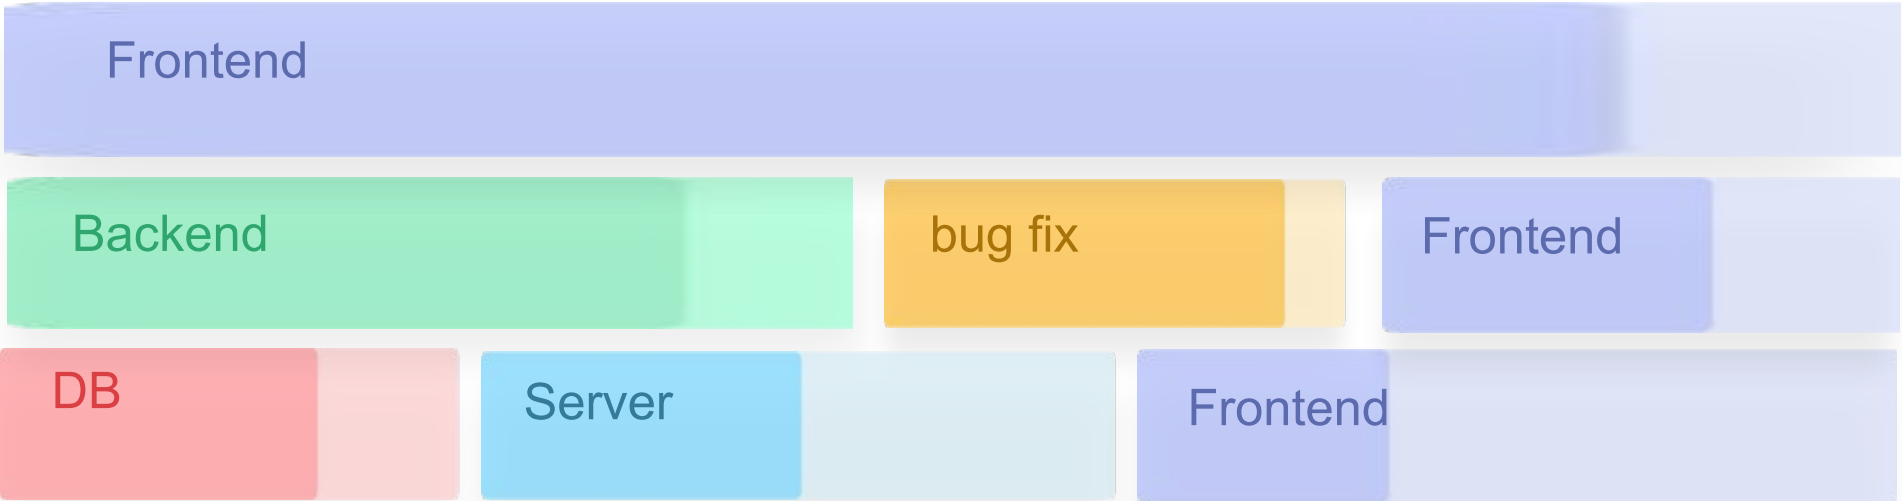 Frontend
Backend
bug fix
Frontend
DB
Server
Frontend